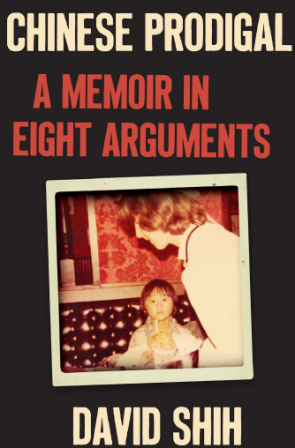 CHINESE PRODIGAL
A MEMOIR IN
EIGHT ARGUMENTS
DAVID SHIH